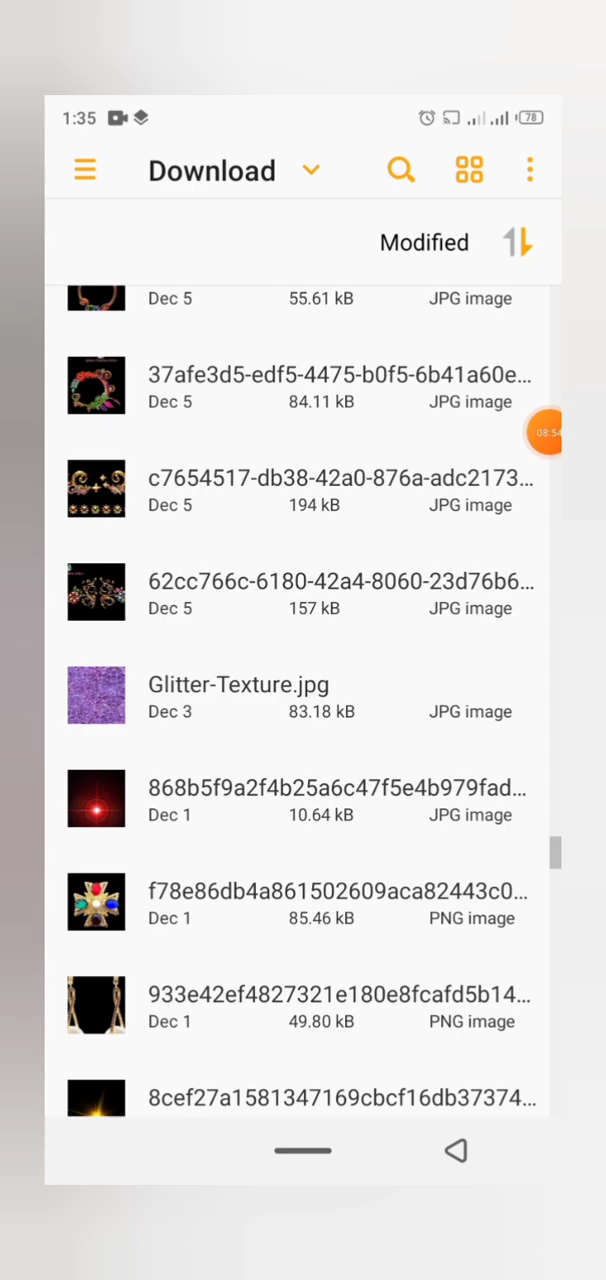 1:35 78
Download
Modified
Dec 5 55.61 kB JPG image
37afe3d5-edf5-4475-b0f5-6b41a60e...
Dec 5 84.11 kB JPG image
08:54
c7654517-db38-42a0-876a-adc2173...
Dec 5 194 kB JPG image
62cc766c-6180-42a4-8060-23d76b6...
Dec 5 157 kB JPG image
Glitter-Texture.jpg
Dec 3 83.18 kB JPG image
868b5f9a2f4b25a6c47f5e4b979fad...
Dec 1 10.64 kB JPG image
f78e86db4a861502609aca82443c0...
Dec 1 85.46 kB PNG image
933e42ef4827321e180e8fcafd5b14...
Dec 1 49.80 kB PNG image
8cef27a1581347169cbcf16db37374...